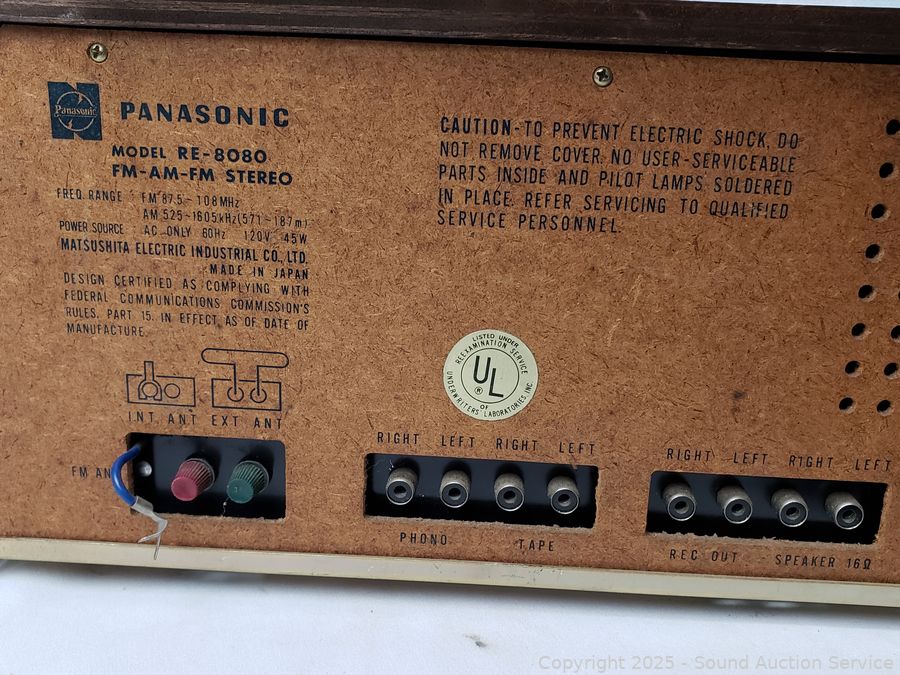 Panasonic
PANASONIC
MODEL RE-8080
FM-AM-FM STEREO
FREQ. RANGE : FM 87.5 ~ 108MHz
AM 525 ~ 1605kHz(571 ~ 187m)
POWER SOURCE : AC ONLY 60Hz 120V 45W
MATSUSHITA ELECTRIC INDUSTRIAL CO., LTD.
MADE IN JAPAN
DESIGN CERTIFIED AS COMPLYING WITH
FEDERAL COMMUNICATIONS COMMISSION'S
RULES, PART 15, IN EFFECT AS OF DATE OF
MANUFACTURE.
CAUTION-TO PREVENT ELECTRIC SHOCK, DO
NOT REMOVE COVER. NO USER-SERVICEABLE
PARTS INSIDE AND PILOT LAMPS SOLDERED
IN PLACE. REFER SERVICING TO QUALIFIED
SERVICE PERSONNEL.
LISTED UNDER
REEXAMINATION SERVICE
UL ®
OF
UNDERWRITERS' LABORATORIES, INC.
INT. ANT EXT ANT
FM AN
RIGHT LEFT RIGHT LEFT
PHONO TAPE
RIGHT LEFT RIGHT LEFT
REC OUT SPEAKER 16Ω
Copyright © 2025 - Sound Auction Service